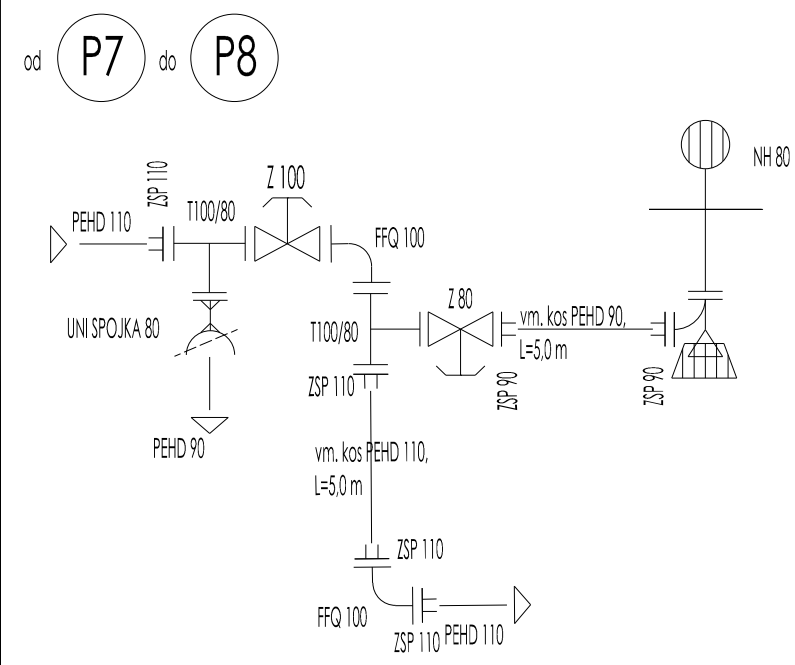 od P7 do P8
NH 80
ZSP 110
Z 100
T100/80
PEHD 110
FFQ 100
Z 80
UNI SPOJKA 80
T100/80
vm. kos PEHD 90,
L=5,0 m
ZSP 110
ZSP 90
ZSP 90
PEHD 90
vm. kos PEHD 110,
L=5,0 m
ZSP 110
FFQ 100
ZSP 110
PEHD 110